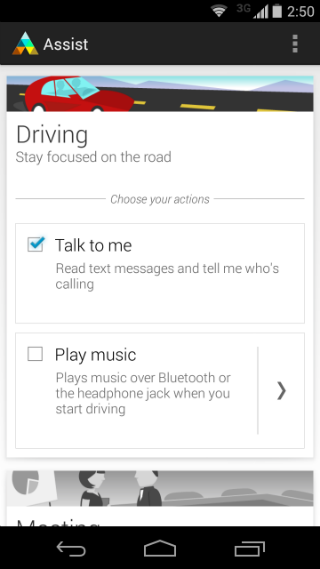 3G 2:50
Assist
Driving
Stay focused on the road
Choose your actions
Talk to me
Read text messages and tell me who's
calling
Play music
Plays music over Bluetooth or
the headphone jack when you
start driving
Meeting